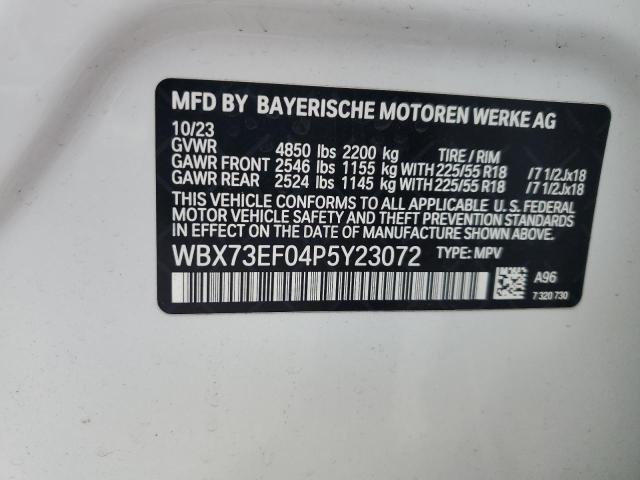 MFD BY BAYERISCHE MOTOREN WERKE AG
10/23
GVWR 4850 lbs 2200 kg TIRE / RIM
GAWR FRONT 2546 lbs 1155 kg WITH 225/55 R18 /7 1/2Jx18
GAWR REAR 2524 lbs 1145 kg WITH 225/55 R18 /7 1/2Jx18
THIS VEHICLE CONFORMS TO ALL APPLICABLE U. S. FEDERAL
MOTOR VEHICLE SAFETY AND THEFT PREVENTION STANDARDS
IN EFFECT ON THE DATE OF MANUFACTURE SHOWN ABOVE.
WBX73EF04P5Y23072 TYPE: MPV
A96
7 320 730